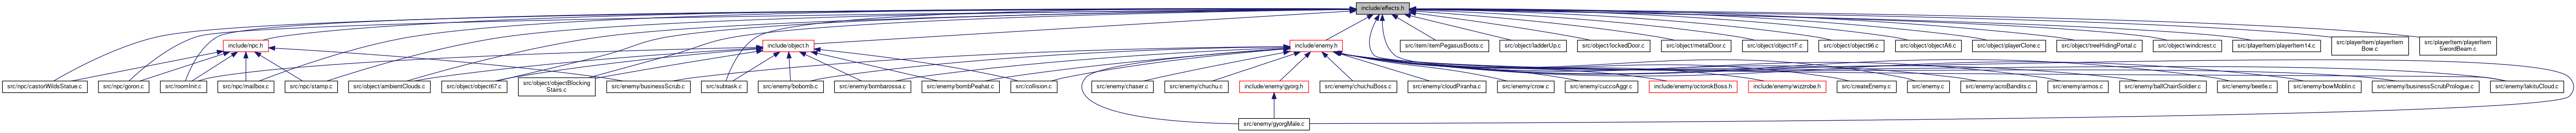 include/effects.h
include/npc.h
include/object.h
include/enemy.h
src/item/itemPegasusBoots.c
src/object/ladderUp.c
src/object/lockedDoor.c
src/object/metalDoor.c
src/object/object1F.c
src/object/object96.c
src/object/objectA6.c
src/object/playerClone.c
src/object/treeHidingPortal.c
src/object/windcrest.c
src/playerItem/playerItem14.c
src/playerItem/playerItem
Bow.c
src/playerItem/playerItem
SwordBeam.c
src/npc/castorWildsStatue.c
src/npc/goron.c
src/roomInit.c
src/npc/mailbox.c
src/npc/stamp.c
src/object/ambientClouds.c
src/object/object67.c
src/object/objectBlocking
Stairs.c
src/enemy/businessScrub.c
src/subtask.c
src/enemy/bobomb.c
src/enemy/bombarossa.c
src/enemy/bombPeahat.c
src/collision.c
src/enemy/chaser.c
src/enemy/chuchu.c
include/enemy/gyorg.h
src/enemy/chuchuBoss.c
src/enemy/cloudPiranha.c
src/enemy/crow.c
src/enemy/cuccoAggr.c
include/enemy/octorokBoss.h
include/enemy/wizzrobe.h
src/createEnemy.c
src/enemy.c
src/enemy/acroBandits.c
src/enemy/armos.c
src/enemy/ballChainSoldier.c
src/enemy/beetle.c
src/enemy/bowMoblin.c
src/enemy/businessScrubPrologue.c
src/enemy/lakituCloud.c
src/enemy/gyorgMale.c